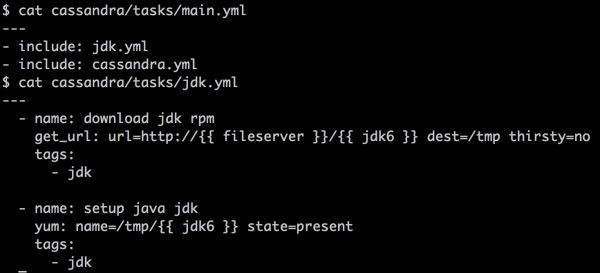 $ cat cassandra/tasks/main.yml
---
- include: jdk.yml
- include: cassandra.yml
$ cat cassandra/tasks/jdk.yml
---
  - name: download jdk rpm
    get_url: url=http://{{ fileserver }}/{{ jdk6 }} dest=/tmp thirsty=no
    tags:
      - jdk

  - name: setup java jdk
    yum: name=/tmp/{{ jdk6 }} state=present
    tags:
      - jdk